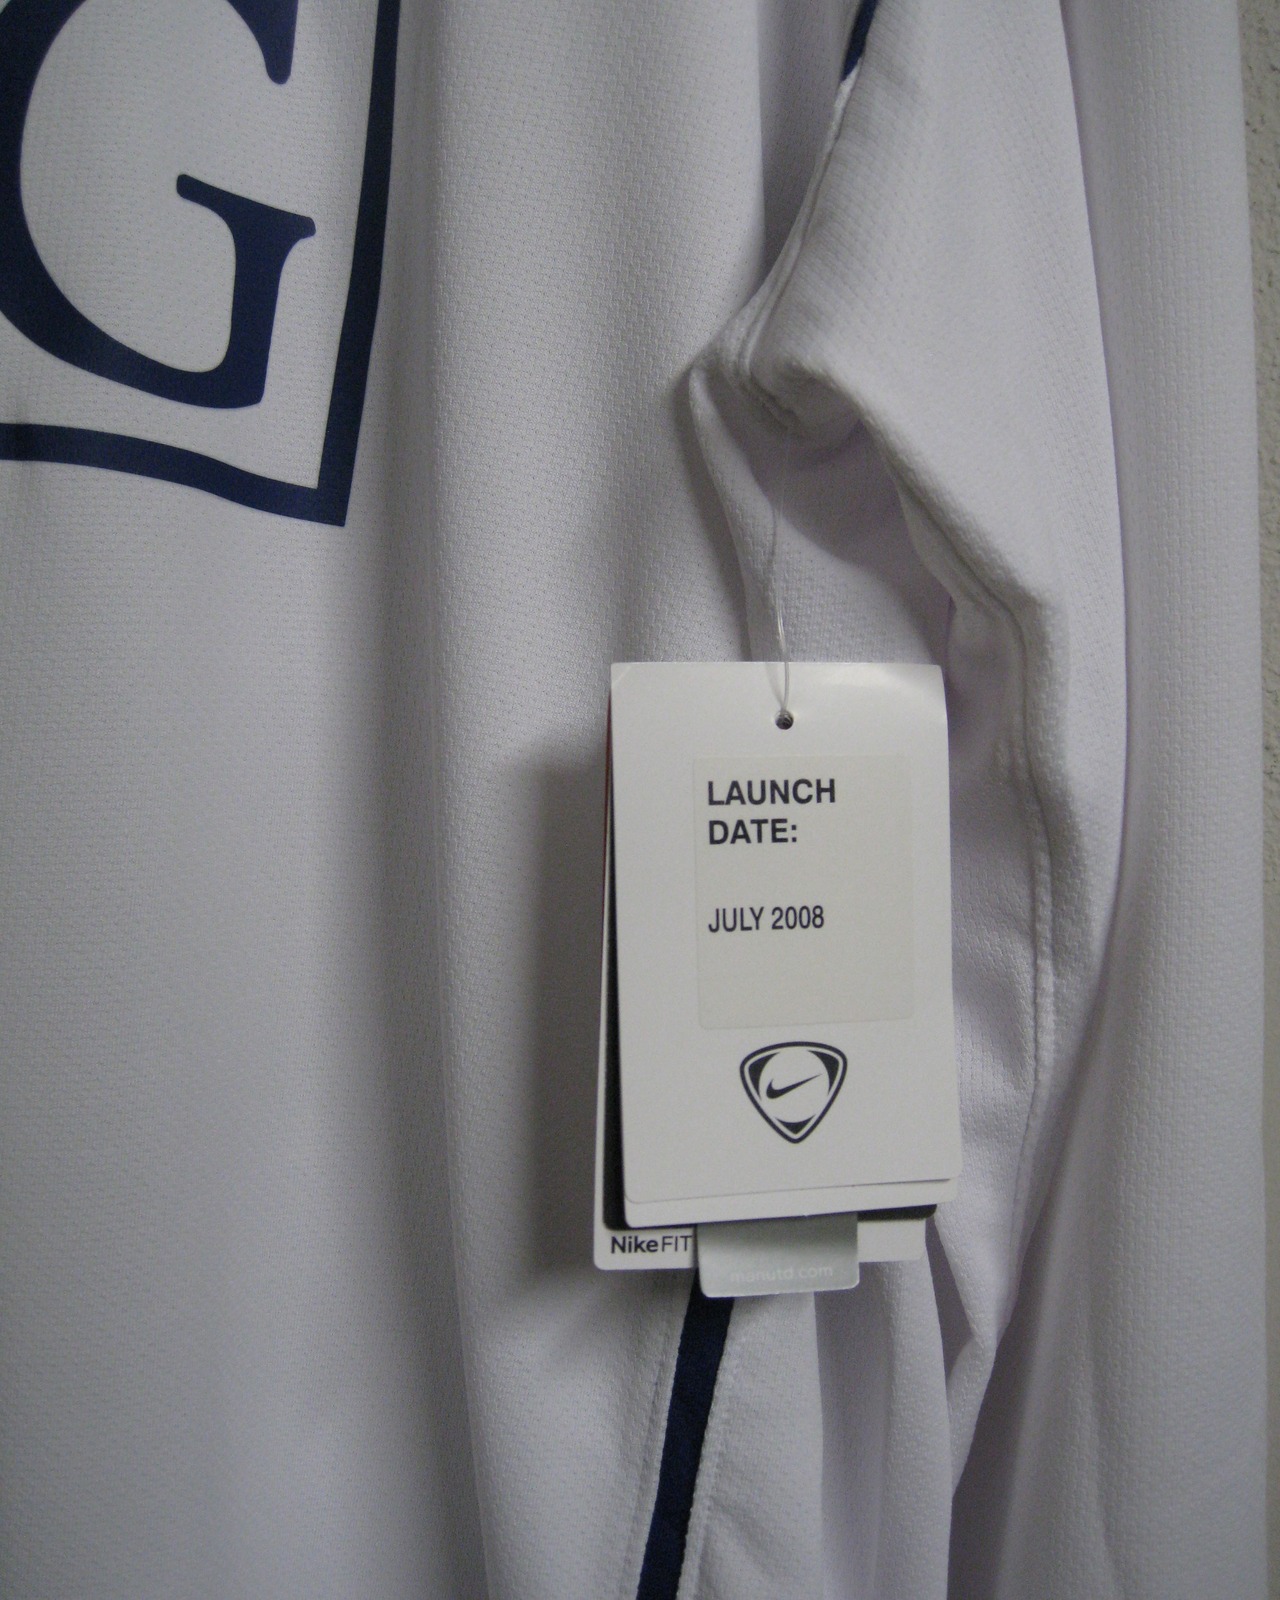 G
LAUNCH
DATE:
JULY 2008
NikeFIT
manutd.com